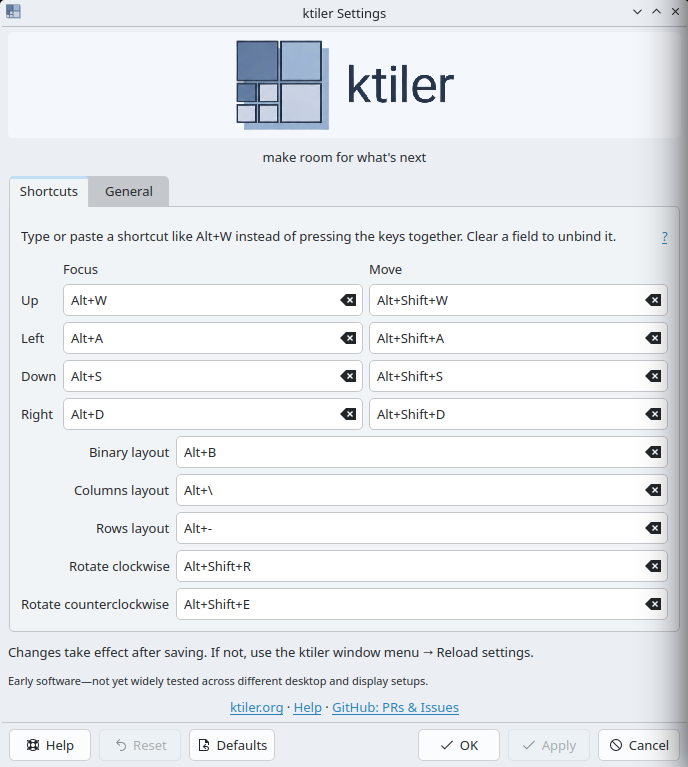 ktiler Settings
ktiler
make room for what's next
Shortcuts General
Type or paste a shortcut like Alt+W instead of pressing the keys together. Clear a field to unbind it. ?
Focus Move
Up Alt+W Alt+Shift+W
Left Alt+A Alt+Shift+A
Down Alt+S Alt+Shift+S
Right Alt+D Alt+Shift+D
Binary layout Alt+B
Columns layout Alt+\
Rows layout Alt+-
Rotate clockwise Alt+Shift+R
Rotate counterclockwise Alt+Shift+E
Changes take effect after saving. If not, use the ktiler window menu → Reload settings.
Early software—not yet widely tested across different desktop and display setups.
ktiler.org · Help · GitHub: PRs & Issues
Help Reset Defaults OK Apply Cancel